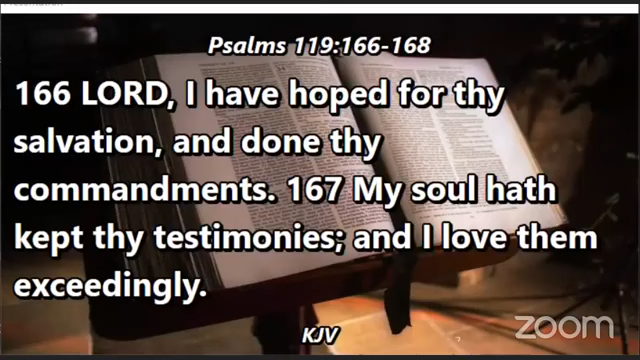 Psalms 119:166-168
166 LORD, I have hoped for thy
salvation, and done thy
commandments. 167 My soul hath
kept thy testimonies; and I love them
exceedingly.
KJV
zoom